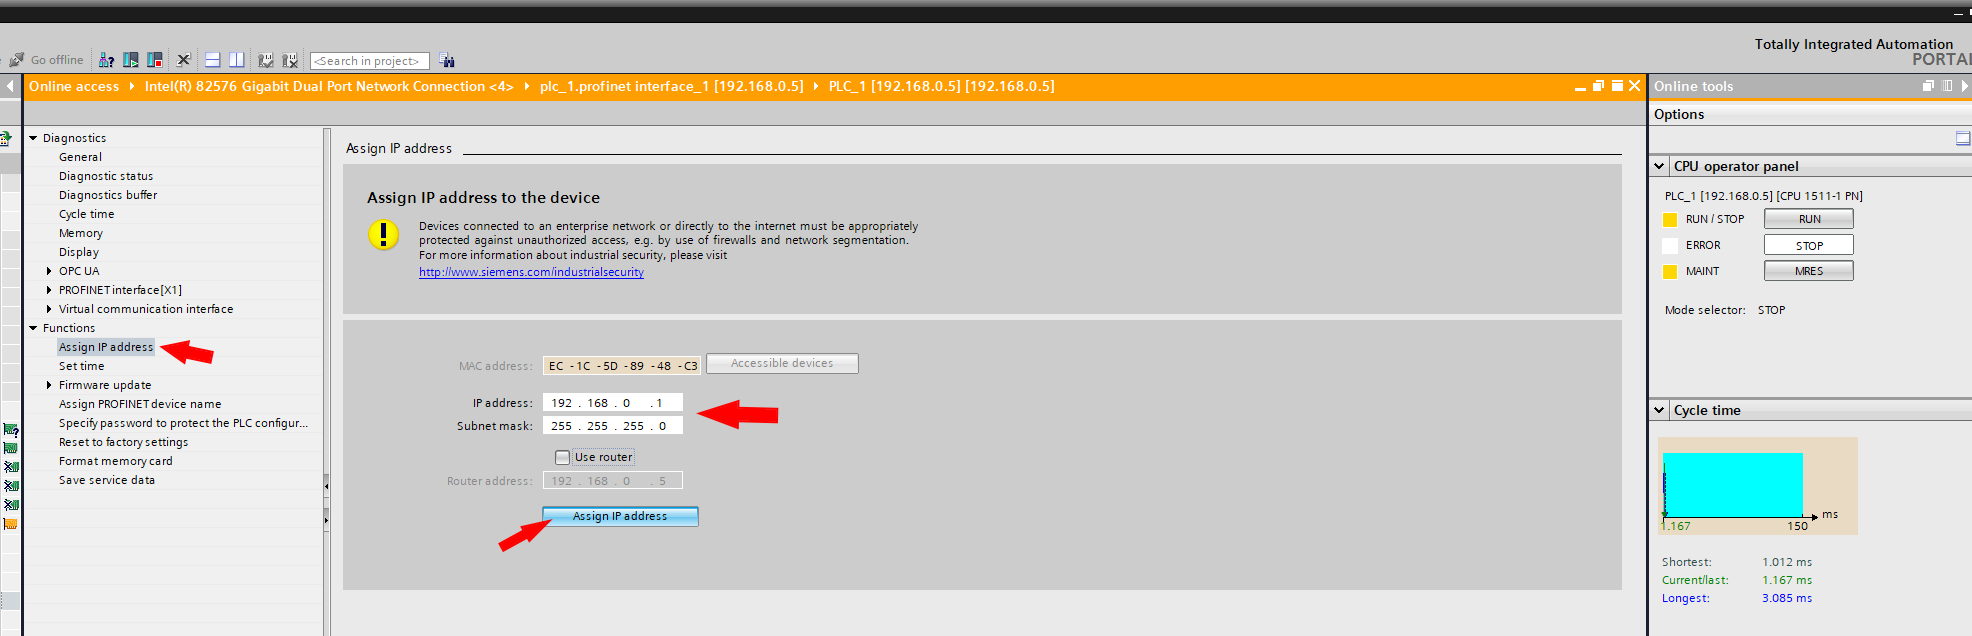 Totally Integrated Automation
PORTAL
Go offline
<Search in project>
Online access
Intel(R) 82576 Gigabit Dual Port Network Connection <4>
plc_1.profinet interface_1 [192.168.0.5]
PLC_1 [192.168.0.5] [192.168.0.5]
Diagnostics
General
Diagnostic status
Diagnostics buffer
Cycle time
Memory
Display
OPC UA
PROFINET interface[X1]
Virtual communication interface
Functions
Assign IP address
Set time
Firmware update
Assign PROFINET device name
Specify password to protect the PLC configur...
Reset to factory settings
Format memory card
Save service data
Assign IP address
Assign IP address to the device
Devices connected to an enterprise network or directly to the internet must be appropriately
protected against unauthorized access, e.g. by use of firewalls and network segmentation.
For more information about industrial security, please visit
http://www.siemens.com/industrialsecurity
MAC address: EC -1C -5D -89 -48 -C3 Accessible devices
IP address: 192 . 168 . 0 . 1
Subnet mask: 255 . 255 . 255 . 0
Use router
Router address: 192 . 168 . 0 . 5
Assign IP address
Online tools
Options
CPU operator panel
PLC_1 [192.168.0.5] [CPU 1511-1 PN]
RUN / STOP RUN
ERROR STOP
MAINT MRES
Mode selector: STOP
Cycle time
ms
1.167 150
Shortest: 1.012 ms
Current/last: 1.167 ms
Longest: 3.085 ms